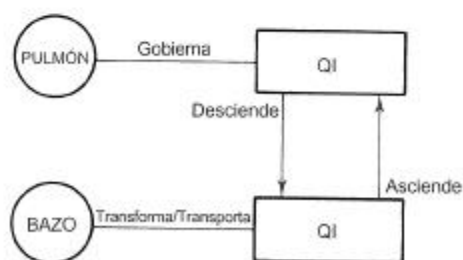 PULMÓN
Gobierna
QI
Desciende
Asciende
BAZO
Transforma/Transporta
QI